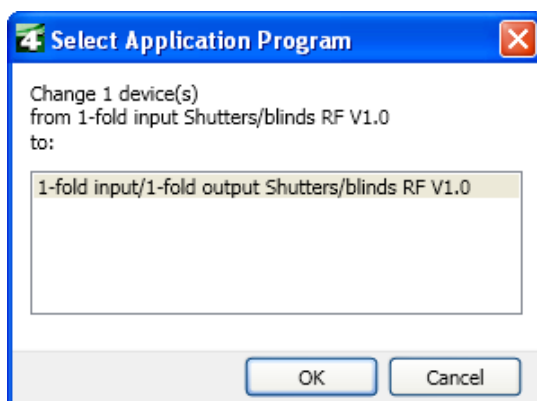 4 Select Application Program
Change 1 device(s)
from 1-fold input Shutters/blinds RF V1.0
to:
1-fold input/1-fold output Shutters/blinds RF V1.0
OK Cancel